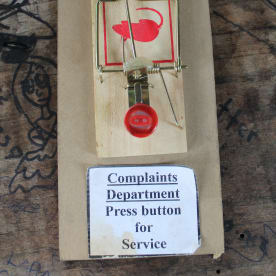 Complaints
Department
Press button
for
Service